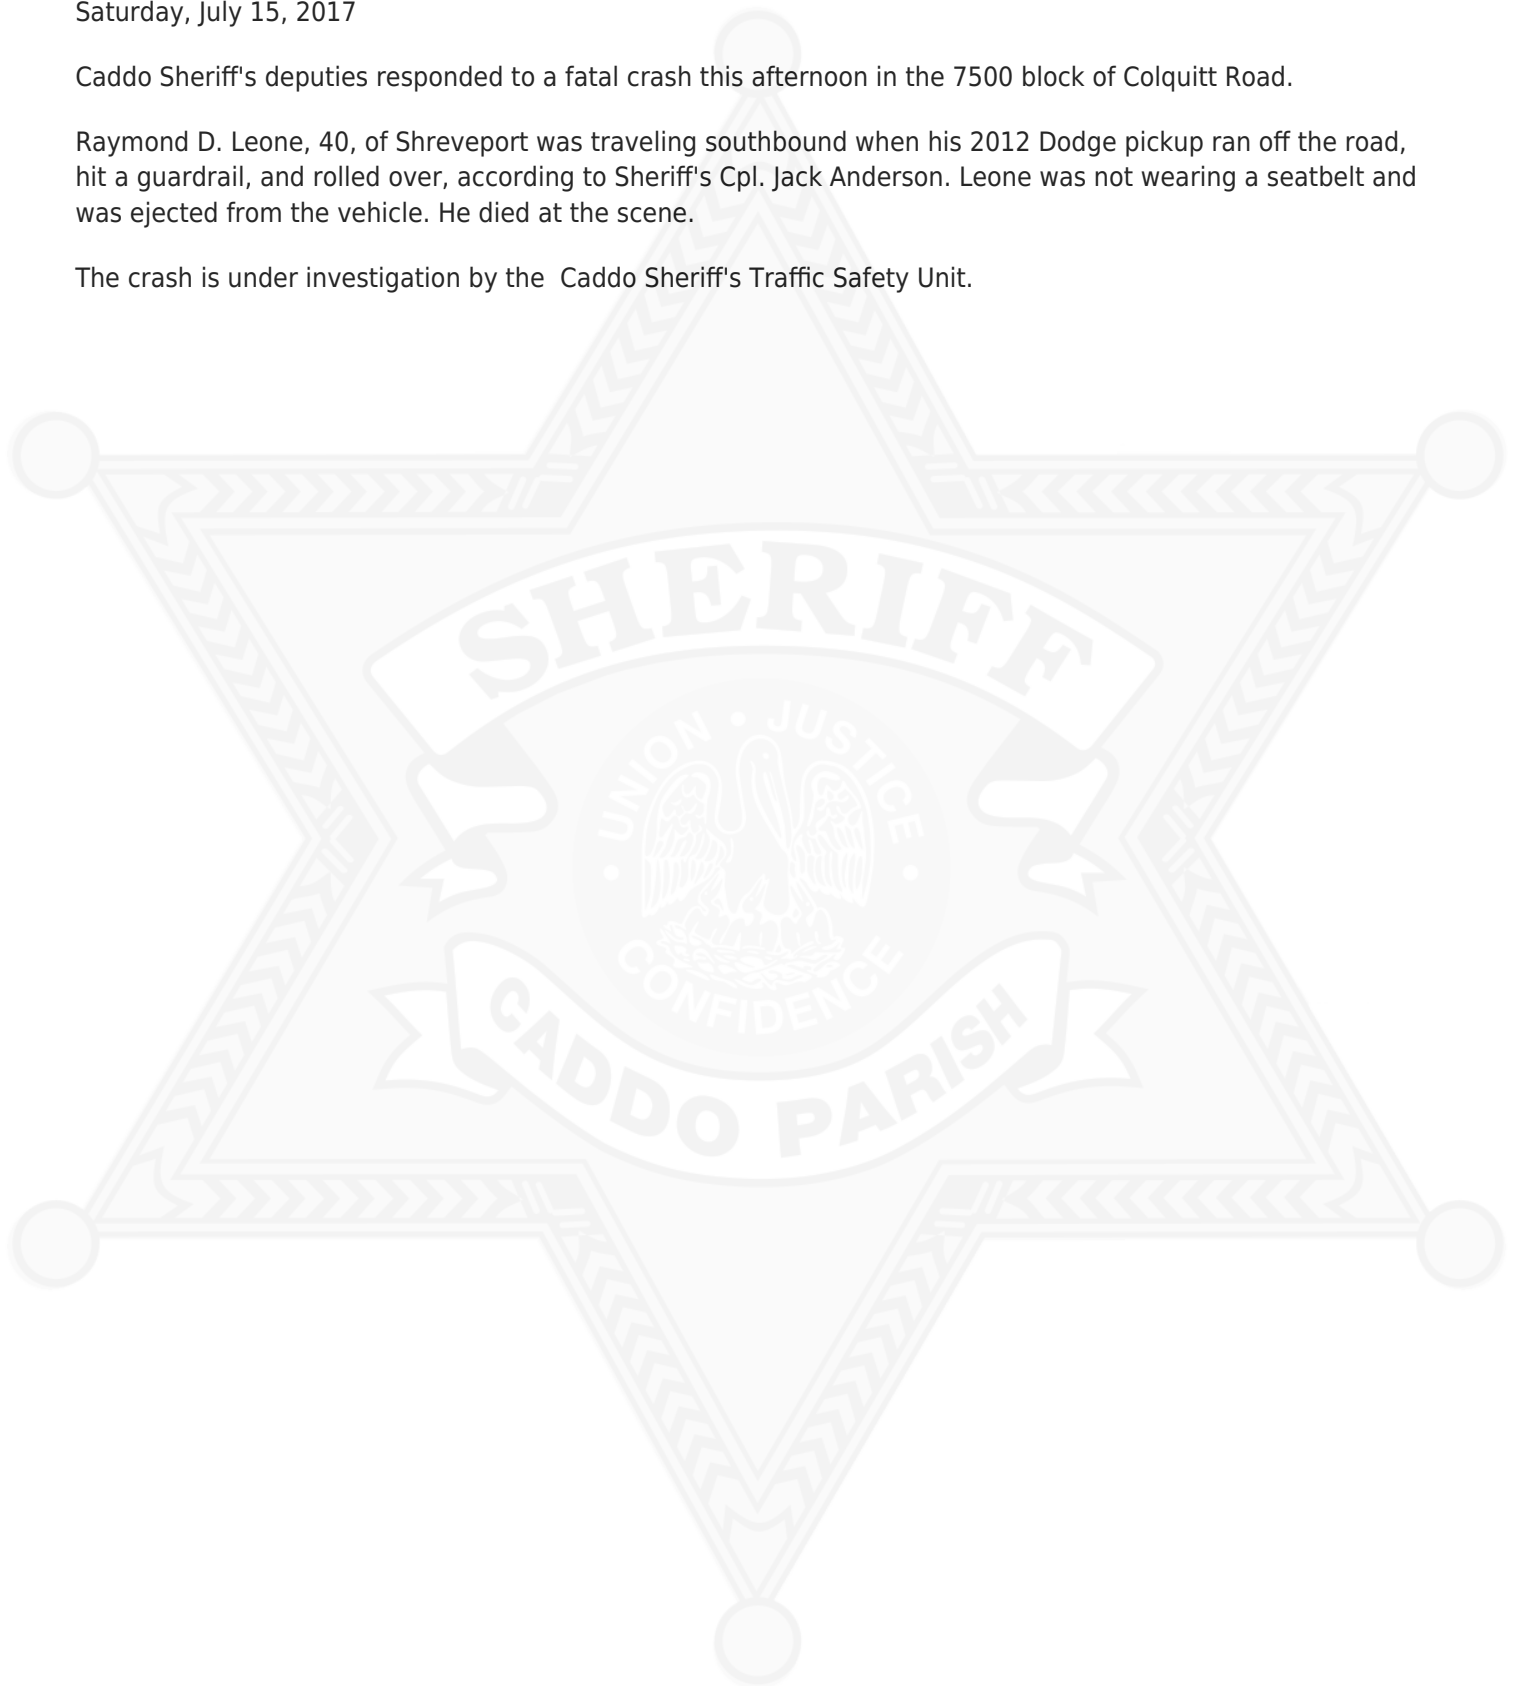 Saturday, July 15, 2017
Caddo Sheriff's deputies responded to a fatal crash this afternoon in the 7500 block of Colquitt Road.
Raymond D. Leone, 40, of Shreveport was traveling southbound when his 2012 Dodge pickup ran off the road,
hit a guardrail, and rolled over, according to Sheriff's Cpl. Jack Anderson. Leone was not wearing a seatbelt and
was ejected from the vehicle. He died at the scene.
The crash is under investigation by the  Caddo Sheriff's Traffic Safety Unit.
SHERIFF
UNION • JUSTICE
• CONFIDENCE •
CADDO PARISH